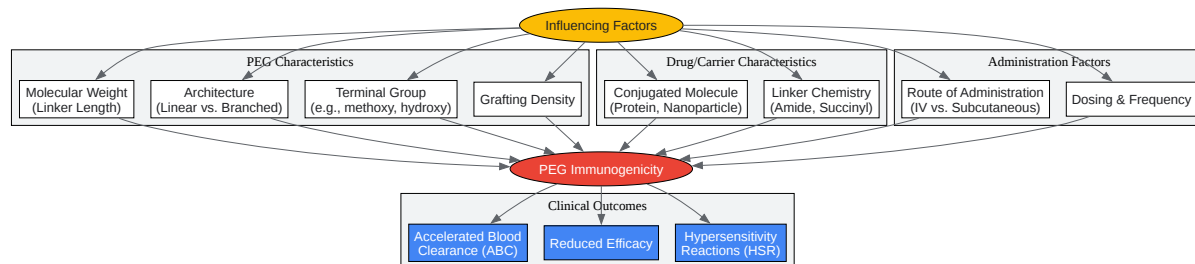 Influencing Factors
PEG Characteristics
Drug/Carrier Characteristics
Administration Factors
Molecular Weight
(Linker Length)
Architecture
(Linear vs. Branched)
Terminal Group
(e.g., methoxy, hydroxy)
Grafting Density
Conjugated Molecule
(Protein, Nanoparticle)
Linker Chemistry
(Amide, Succinyl)
Route of Administration
(IV vs. Subcutaneous)
Dosing & Frequency
PEG Immunogenicity
Clinical Outcomes
Accelerated Blood
Clearance (ABC)
Reduced Efficacy
Hypersensitivity
Reactions (HSR)